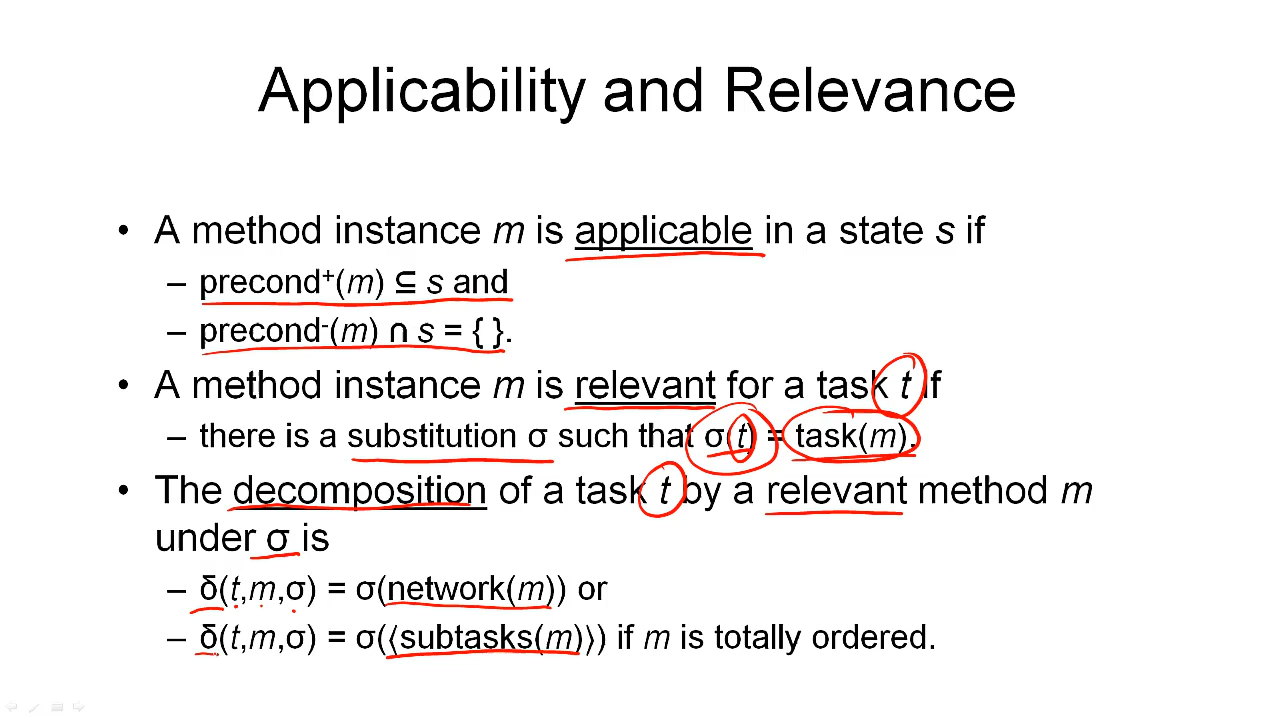 Applicability and Relevance
• A method instance m is applicable in a state s if
– precond⁺(m) ⊆ s and
– precond⁻(m) ∩ s = { }.
• A method instance m is relevant for a task t if
– there is a substitution σ such that σ(t) = task(m).
• The decomposition of a task t by a relevant method m
under σ is
– δ(t,m,σ) = σ(network(m)) or
– δ(t,m,σ) = σ(⟨subtasks(m)⟩) if m is totally ordered.